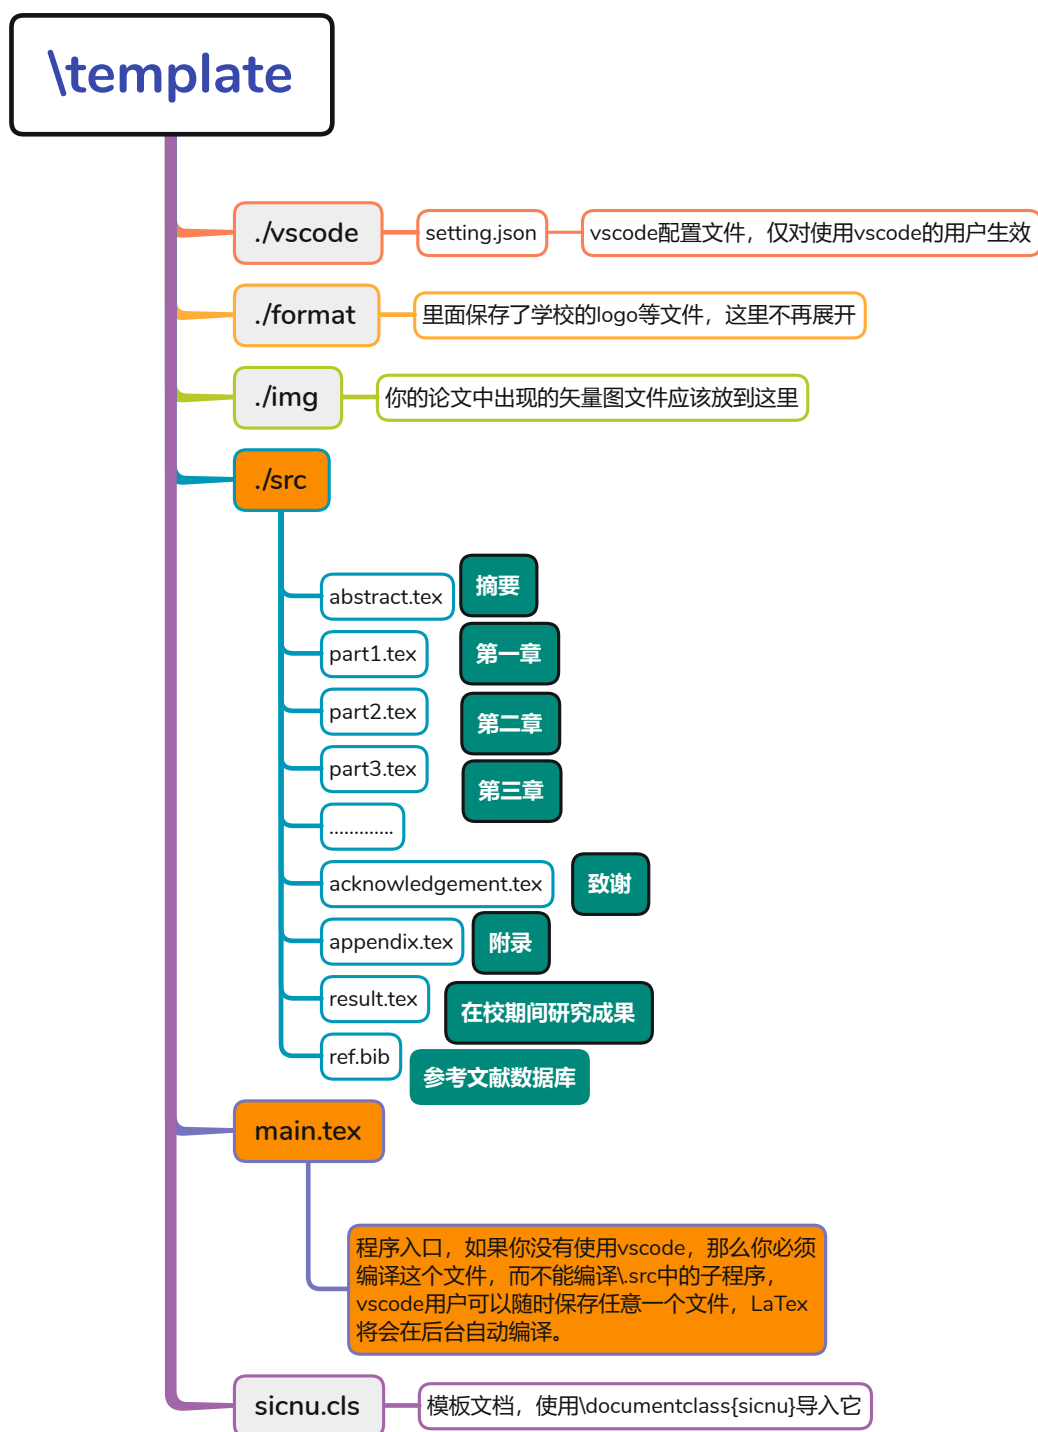 \template
./vscode
setting.json
vscode配置文件，仅对使用vscode的用户生效
./format
里面保存了学校的logo等文件，这里不再展开
./img
你的论文中出现的矢量图文件应该放到这里
./src
abstract.tex
摘要
part1.tex
第一章
part2.tex
第二章
part3.tex
第三章
.............
acknowledgement.tex
致谢
appendix.tex
附录
result.tex
在校期间研究成果
ref.bib
参考文献数据库
main.tex
程序入口，如果你没有使用vscode，那么你必须
编译这个文件，而不能编译\.src中的子程序，
vscode用户可以随时保存任意一个文件，LaTex
将会在后台自动编译。
sicnu.cls
模板文档，使用\documentclass{sicnu}导入它